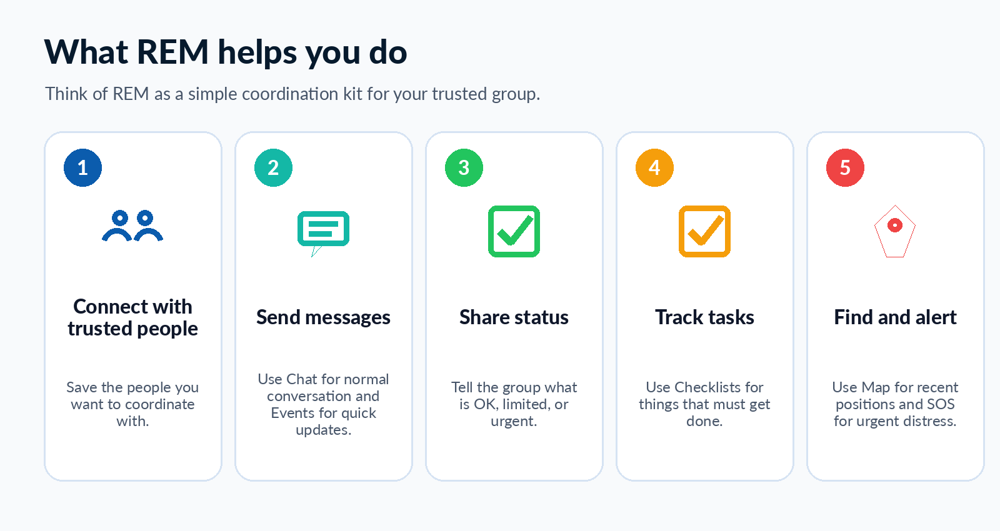 What REM helps you do
Think of REM as a simple coordination kit for your trusted group.
1
Connect with
trusted people
Save the people you
want to coordinate
with.
2
Send messages
Use Chat for normal
conversation and
Events for quick
updates.
3
Share status
Tell the group what
is OK, limited, or
urgent.
4
Track tasks
Use Checklists for
things that must get
done.
5
Find and alert
Use Map for recent
positions and SOS
for urgent distress.